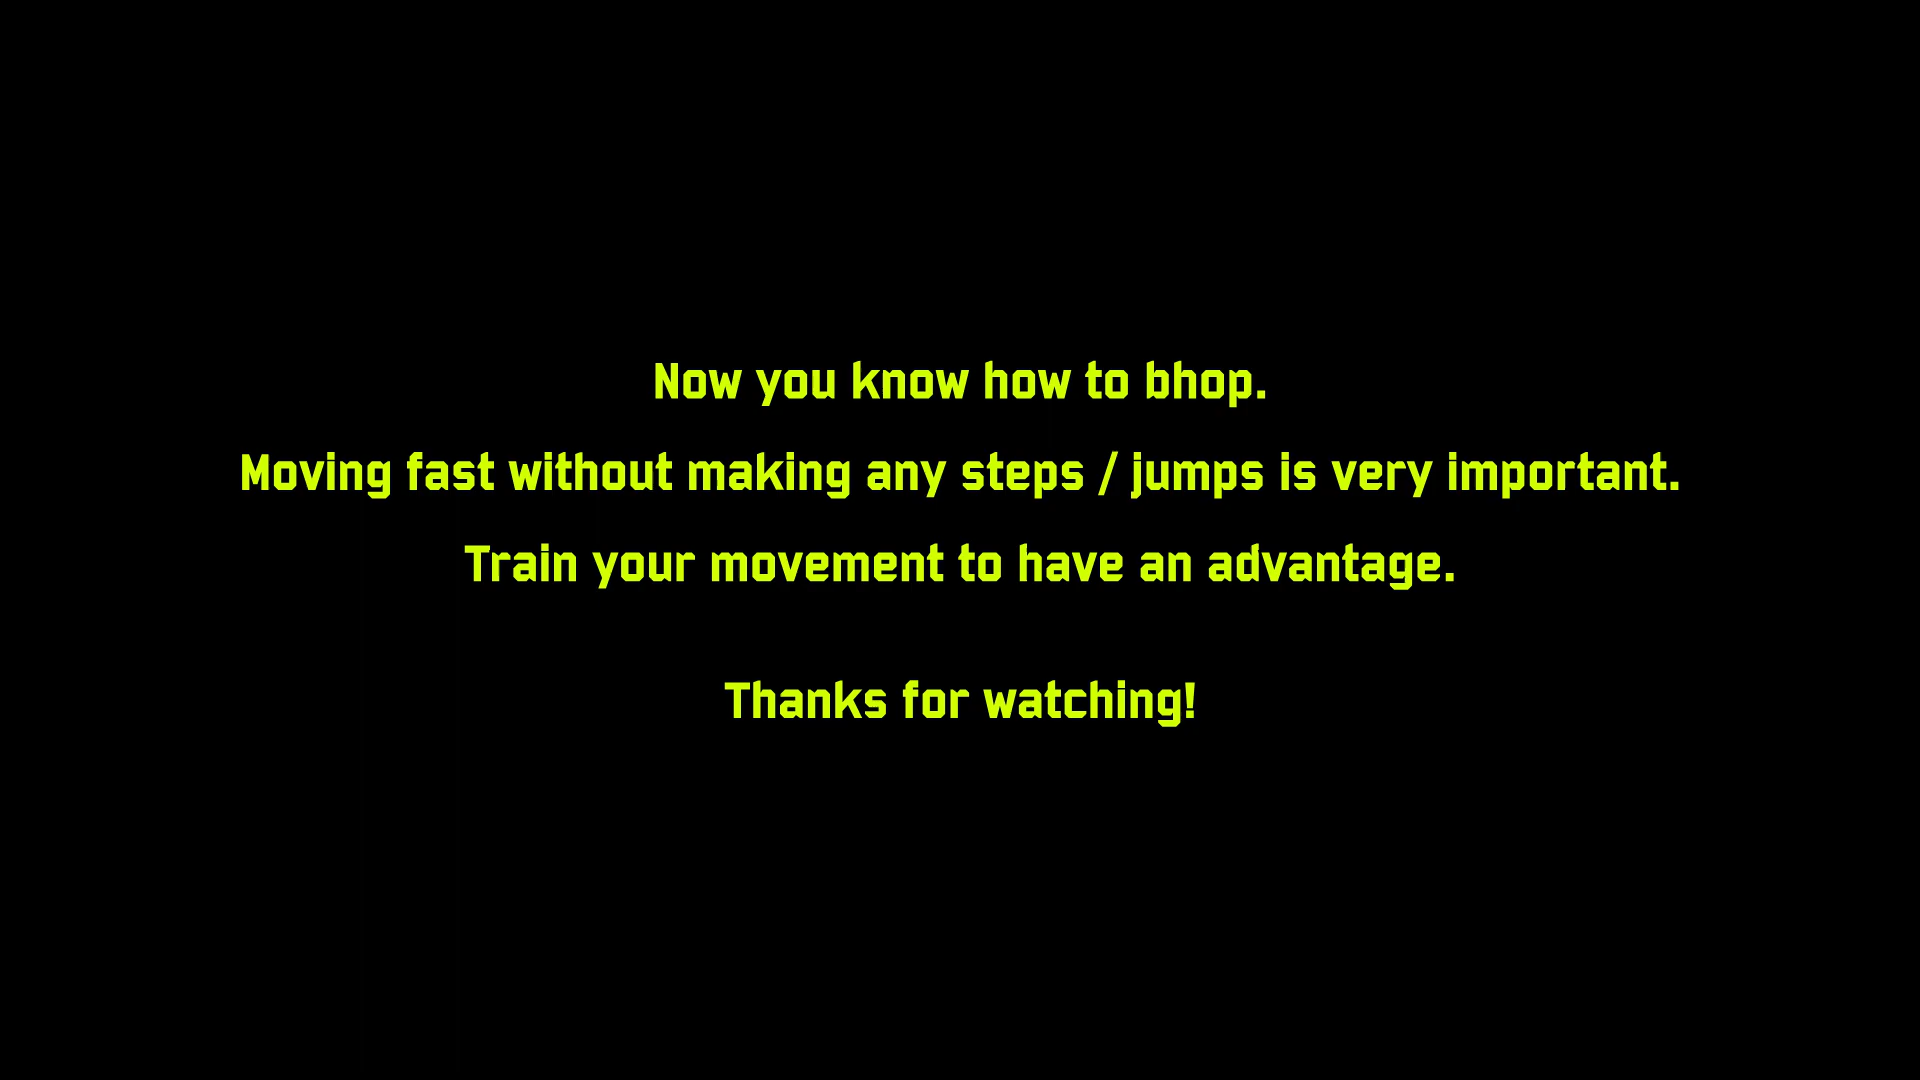 Now you know how to bhop.
Moving fast without making any steps / jumps is very important.
Train your movement to have an advantage.
Thanks for watching!